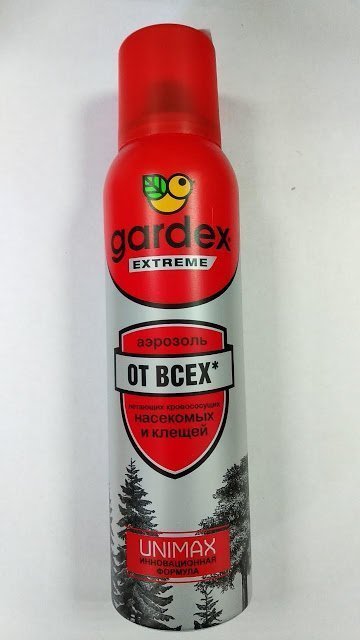 gardex
EXTREME
аэрозоль
ОТ ВСЕХ*
летающих кровососущих
насекомых
и клещей
UNIMAX
ИННОВАЦИОННАЯ
ФОРМУЛА